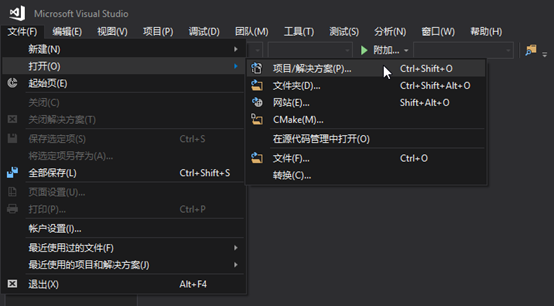 Microsoft Visual Studio
文件(F) 编辑(E) 视图(V) 项目(P) 调试(D) 团队(M) 工具(T) 测试(S) 分析(N) 窗口(W) 帮助(H)
附加...
新建(N)
打开(O)
起始页(E)
关闭(C)
关闭解决方案(T)
保存选定项(S) Ctrl+S
将选定项另存为(A)...
全部保存(L) Ctrl+Shift+S
页面设置(U)...
打印(P)... Ctrl+P
帐户设置(I)...
最近使用过的文件(F)
最近使用的项目和解决方案(J)
退出(X) Alt+F4
项目/解决方案(P)... Ctrl+Shift+O
文件夹(D)... Ctrl+Shift+Alt+O
网站(E)... Shift+Alt+O
CMake(M)...
在源代码管理中打开(O)
文件(F)... Ctrl+O
转换(C)...